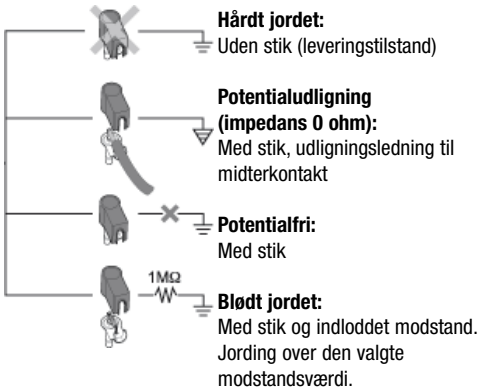 Hårdt jordet:
Uden stik (leveringstilstand)
Potentialudligning
(impedans 0 ohm):
Med stik, udligningsledning til
midterkontakt
Potentialfri:
Med stik
1MΩ
Blødt jordet:
Med stik og indloddet modstand.
Jording over den valgte
modstandsværdi.